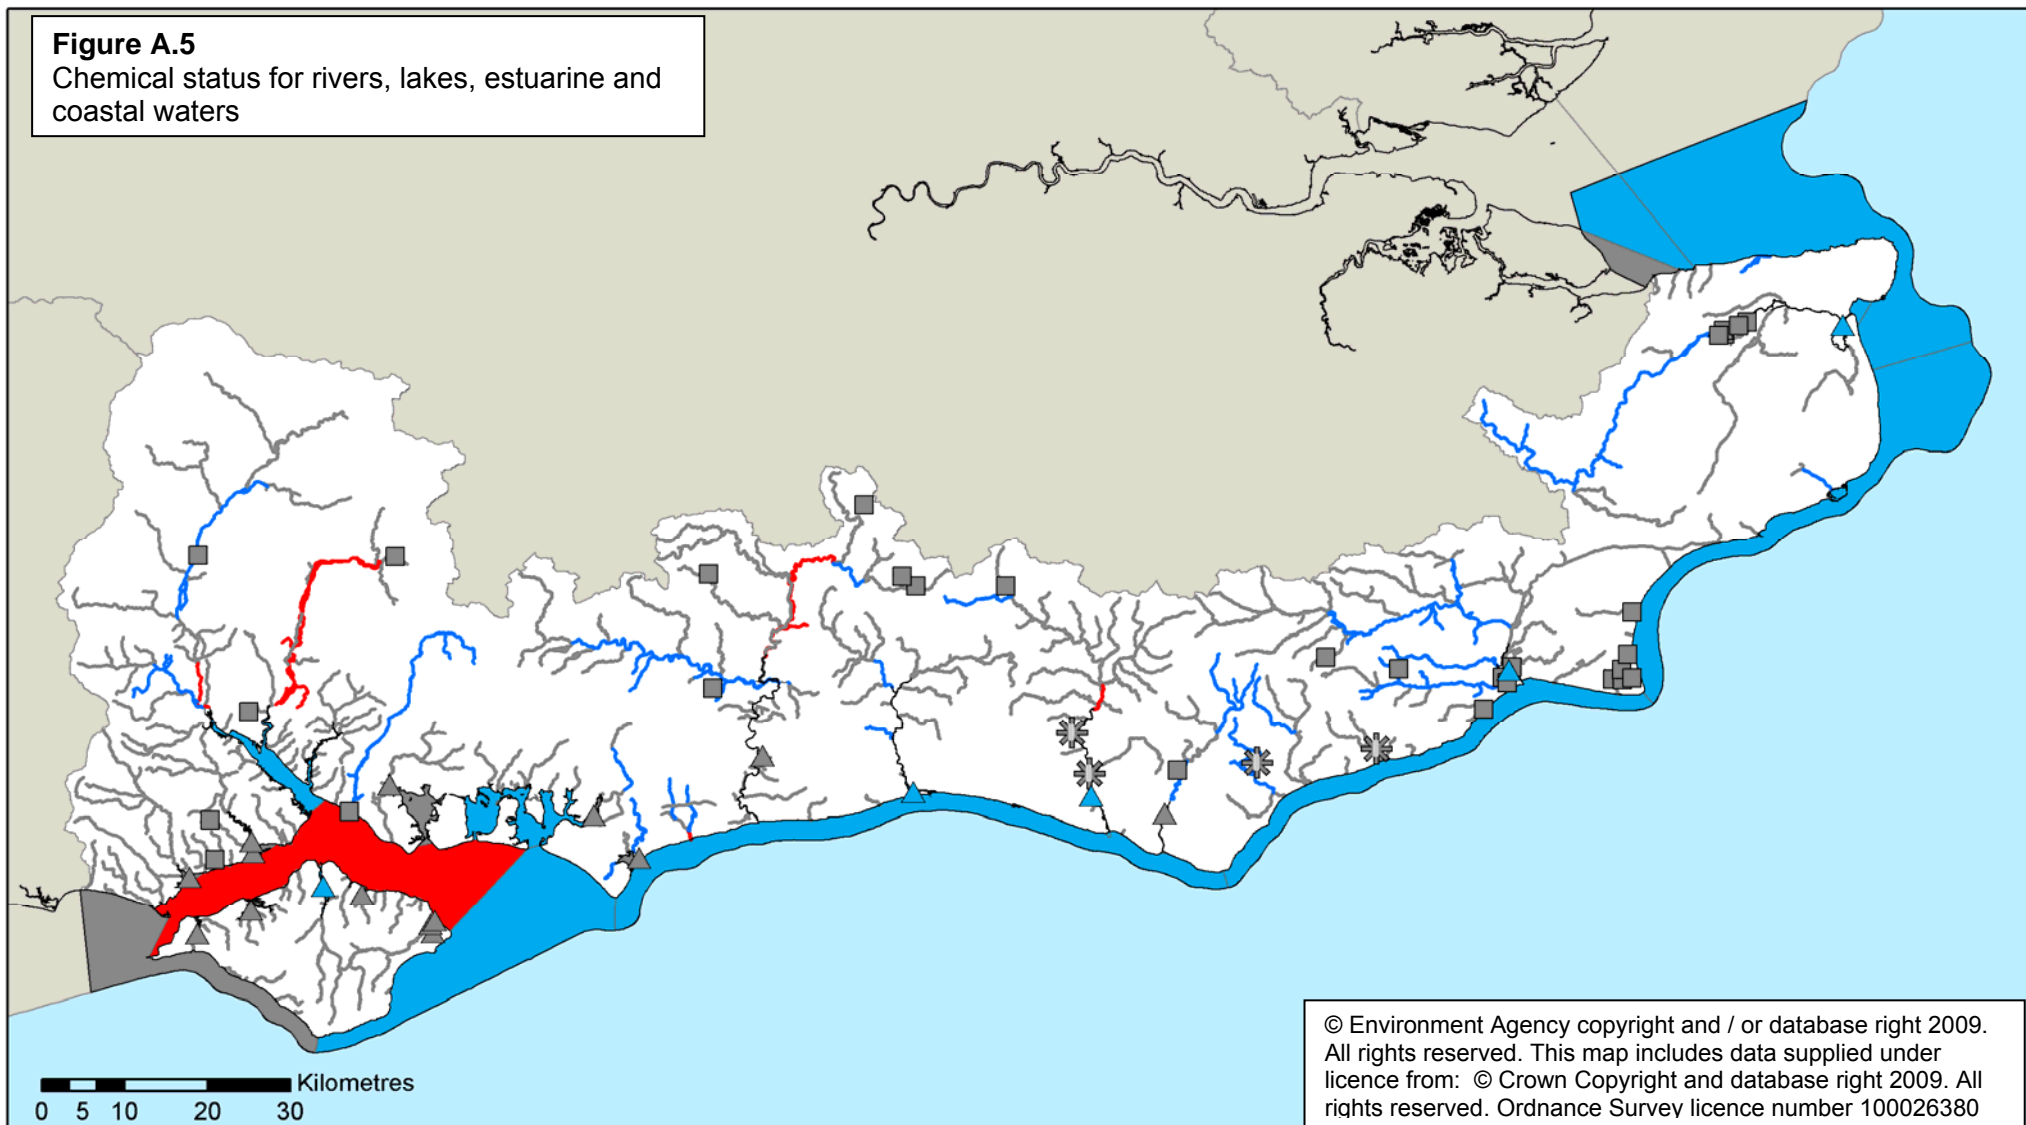 Figure A.5
Chemical status for rivers, lakes, estuarine and
coastal waters
© Environment Agency copyright and / or database right 2009.
All rights reserved. This map includes data supplied under
licence from:  © Crown Copyright and database right 2009. All
rights reserved. Ordnance Survey licence number 100026380
Kilometres
0 5 10 20 30